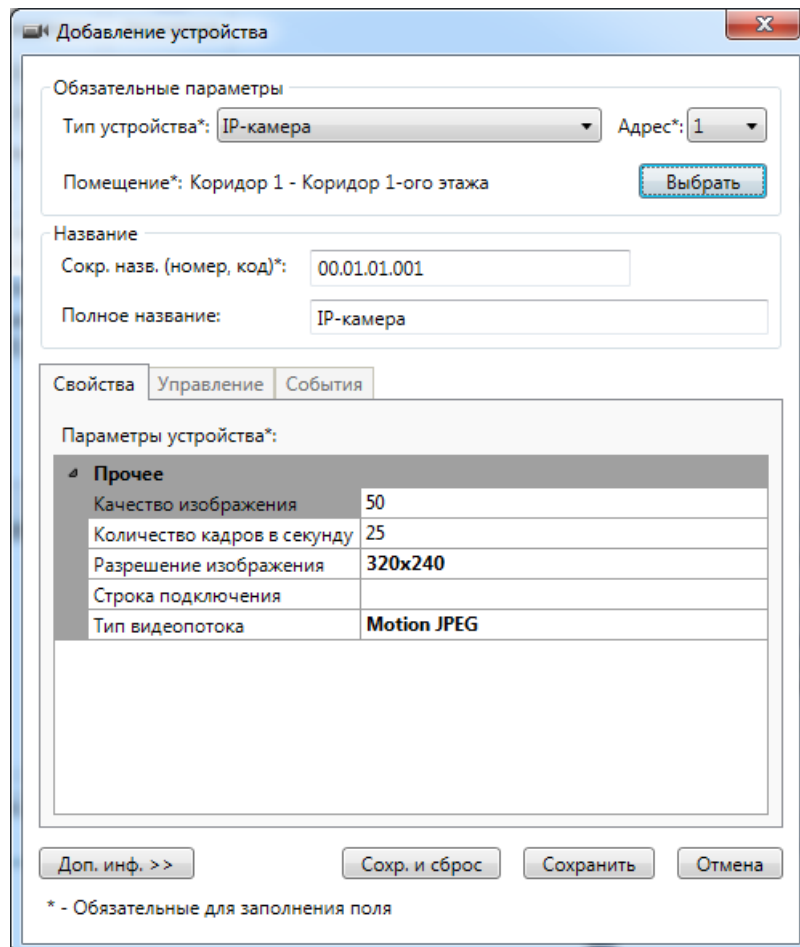 Добавление устройства
Обязательные параметры
Тип устройства*: IP-камера Адрес*: 1
Помещение*: Коридор 1 - Коридор 1-ого этажа Выбрать
Название
Сокр. назв. (номер, код)*: 00.01.01.001
Полное название: IP-камера
Свойства Управление События
Параметры устройства*:
Прочее
Качество изображения 50
Количество кадров в секунду 25
Разрешение изображения 320x240
Строка подключения
Тип видеопотока Motion JPEG
Доп. инф. >> Сохр. и сброс Сохранить Отмена
* - Обязательные для заполнения поля